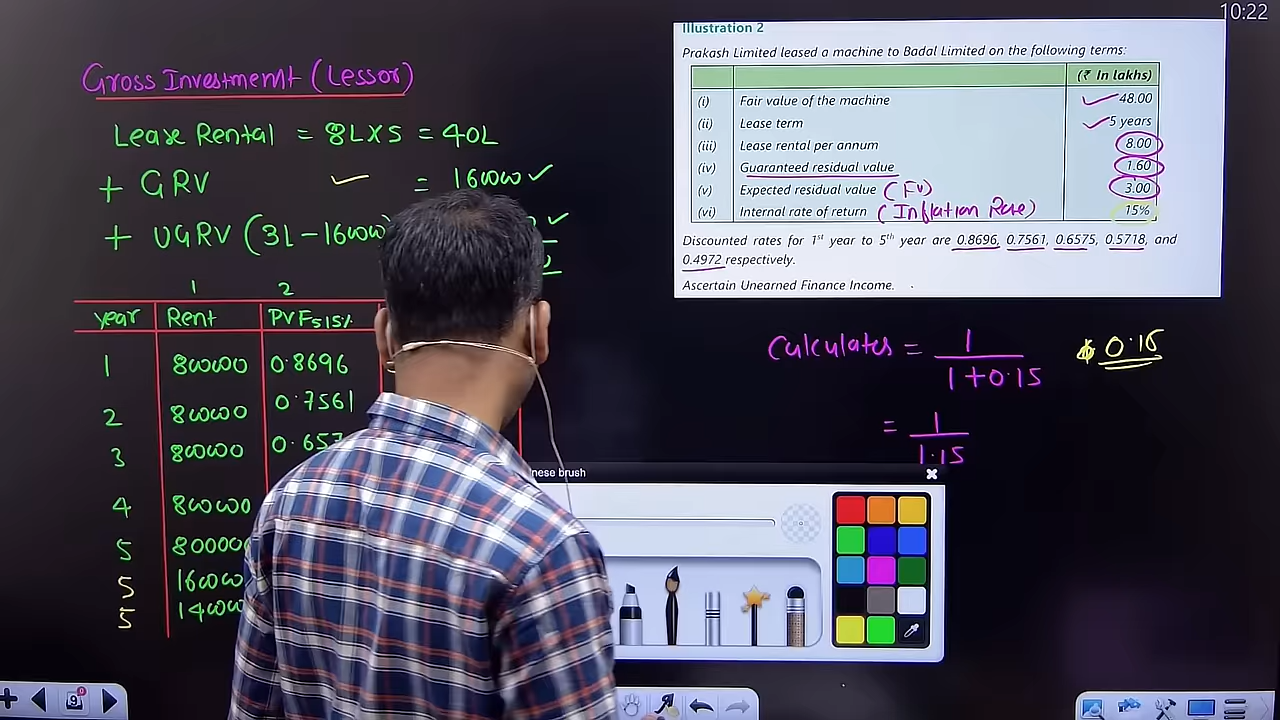 10:22
Gross Investment (Lessor)
Lease Rental = 8L×5 = 40L
+ GRV = 160000
+ UGRV (3L-160000)
1 2
year Rent PVF₅15%
1 800000 0.8696
2 800000 0.7561
3 800000
4 800000
5
5
5
Illustration 2
Prakash Limited leased a machine to Badal Limited on the following terms:
(₹ In lakhs)
(i) Fair value of the machine 48.00
(ii) Lease term 5 years
(iii) Lease rental per annum 8.00
(iv) Guaranteed residual value 1.60
(v) Expected residual value (FV) 3.00
(vi) Internal rate of return (Inflation Rate) 15%
Discounted rates for 1st year to 5th year are 0.8696, 0.7561, 0.6575, 0.5718, and
0.4972 respectively.
Ascertain Unearned Finance Income.
Calculates = 1 0.15
1+0.15
= 1
1.15
brush